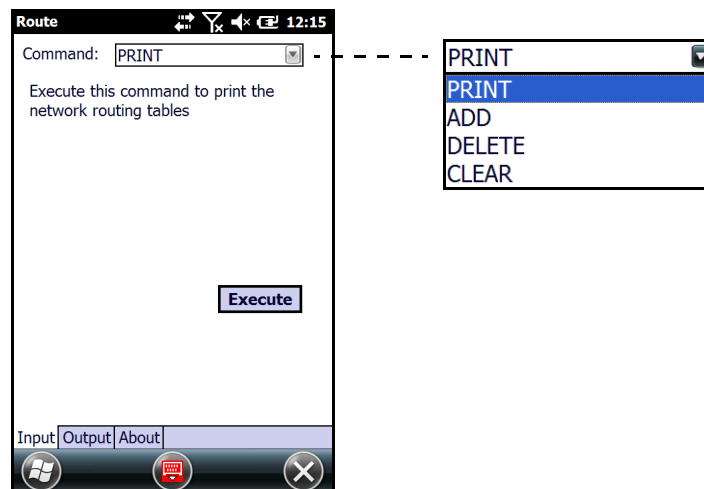 Route 12:15
Command: PRINT
Execute this command to print the
network routing tables
Execute
Input Output About
PRINT
PRINT
ADD
DELETE
CLEAR